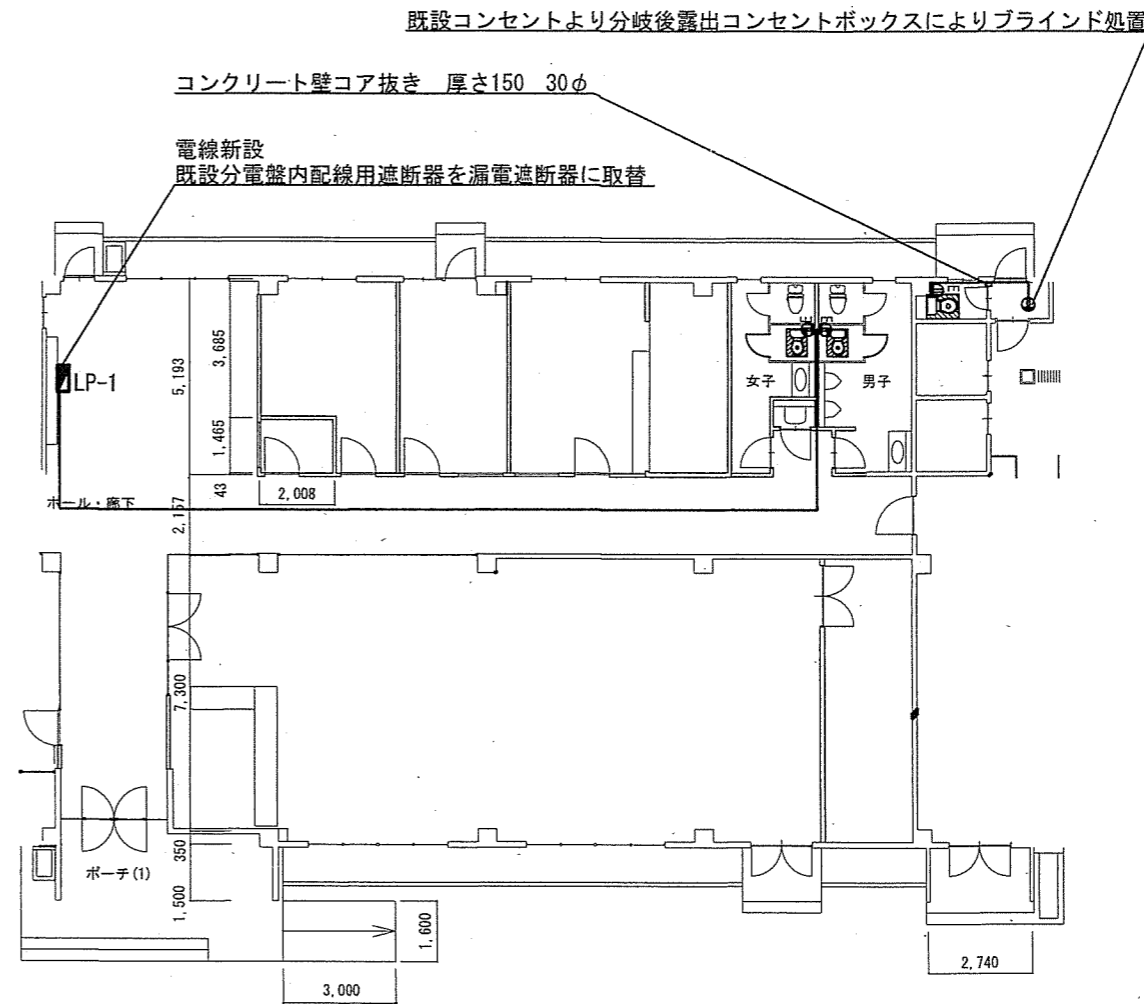 既設コンセントより分岐後露出コンセントボックスによりブラインド処置
コンクリート壁コア抜き 厚さ150 30φ
電線新設
既設分電盤内配線用遮断器を漏電遮断器に取替
LP-1
5,193
3,685
1,465
43
2,008
2,157
ホール・廊下
女子
男子
E
E
E
7,300
350
1,500
ポーチ(1)
1,600
3,000
2,740